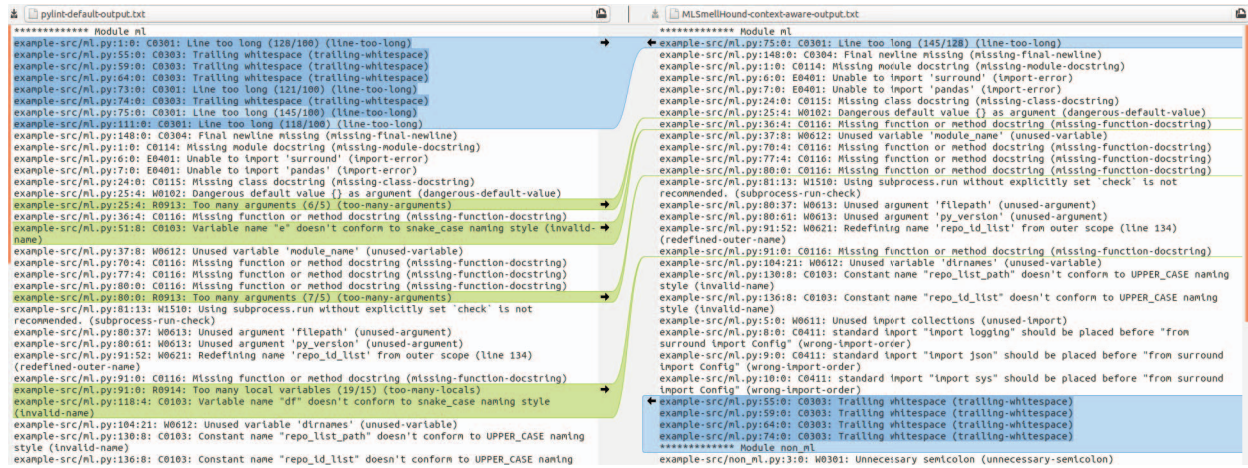 pylint-default-output.txt
************* Module ml
example-src/ml.py:1:0: C0301: Line too long (128/100) (line-too-long)
example-src/ml.py:55:0: C0303: Trailing whitespace (trailing-whitespace)
example-src/ml.py:59:0: C0303: Trailing whitespace (trailing-whitespace)
example-src/ml.py:64:0: C0303: Trailing whitespace (trailing-whitespace)
example-src/ml.py:73:0: C0301: Line too long (121/100) (line-too-long)
example-src/ml.py:74:0: C0303: Trailing whitespace (trailing-whitespace)
example-src/ml.py:75:0: C0301: Line too long (145/100) (line-too-long)
example-src/ml.py:111:0: C0301: Line too long (118/100) (line-too-long)
example-src/ml.py:148:0: C0304: Final newline missing (missing-final-newline)
example-src/ml.py:1:0: C0114: Missing module docstring (missing-module-docstring)
example-src/ml.py:6:0: E0401: Unable to import 'surround' (import-error)
example-src/ml.py:7:0: E0401: Unable to import 'pandas' (import-error)
example-src/ml.py:24:0: C0115: Missing class docstring (missing-class-docstring)
example-src/ml.py:25:4: W0102: Dangerous default value {} as argument (dangerous-default-value)
example-src/ml.py:25:4: R0913: Too many arguments (6/5) (too-many-arguments)
example-src/ml.py:36:4: C0116: Missing function or method docstring (missing-function-docstring)
example-src/ml.py:51:8: C0103: Variable name "e" doesn't conform to snake_case naming style (invalid-
name)
example-src/ml.py:37:8: W0612: Unused variable 'module_name' (unused-variable)
example-src/ml.py:70:4: C0116: Missing function or method docstring (missing-function-docstring)
example-src/ml.py:77:4: C0116: Missing function or method docstring (missing-function-docstring)
example-src/ml.py:80:0: C0116: Missing function or method docstring (missing-function-docstring)
example-src/ml.py:80:0: R0913: Too many arguments (7/5) (too-many-arguments)
example-src/ml.py:81:13: W1510: Using subprocess.run without explicitly set `check` is not
recommended. (subprocess-run-check)
example-src/ml.py:80:37: W0613: Unused argument 'filepath' (unused-argument)
example-src/ml.py:80:61: W0613: Unused argument 'py_version' (unused-argument)
example-src/ml.py:91:52: W0621: Redefining name 'repo_id_list' from outer scope (line 134)
(redefined-outer-name)
example-src/ml.py:91:0: C0116: Missing function or method docstring (missing-function-docstring)
example-src/ml.py:91:0: R0914: Too many local variables (19/15) (too-many-locals)
example-src/ml.py:118:4: C0103: Variable name "df" doesn't conform to snake_case naming style
(invalid-name)
example-src/ml.py:104:21: W0612: Unused variable 'dirnames' (unused-variable)
example-src/ml.py:130:8: C0103: Constant name "repo_list_path" doesn't conform to UPPER_CASE naming
style (invalid-name)
example-src/ml.py:136:8: C0103: Constant name "repo_id_list" doesn't conform to UPPER_CASE naming
MLSmellHound-context-aware-output.txt
************* Module ml
example-src/ml.py:75:0: C0301: Line too long (145/128) (line-too-long)
example-src/ml.py:148:0: C0304: Final newline missing (missing-final-newline)
example-src/ml.py:1:0: C0114: Missing module docstring (missing-module-docstring)
example-src/ml.py:6:0: E0401: Unable to import 'surround' (import-error)
example-src/ml.py:7:0: E0401: Unable to import 'pandas' (import-error)
example-src/ml.py:24:0: C0115: Missing class docstring (missing-class-docstring)
example-src/ml.py:25:4: W0102: Dangerous default value {} as argument (dangerous-default-value)
example-src/ml.py:36:4: C0116: Missing function or method docstring (missing-function-docstring)
example-src/ml.py:37:8: W0612: Unused variable 'module_name' (unused-variable)
example-src/ml.py:70:4: C0116: Missing function or method docstring (missing-function-docstring)
example-src/ml.py:77:4: C0116: Missing function or method docstring (missing-function-docstring)
example-src/ml.py:80:0: C0116: Missing function or method docstring (missing-function-docstring)
example-src/ml.py:81:13: W1510: Using subprocess.run without explicitly set `check` is not
recommended. (subprocess-run-check)
example-src/ml.py:80:37: W0613: Unused argument 'filepath' (unused-argument)
example-src/ml.py:80:61: W0613: Unused argument 'py_version' (unused-argument)
example-src/ml.py:91:52: W0621: Redefining name 'repo_id_list' from outer scope (line 134)
(redefined-outer-name)
example-src/ml.py:91:0: C0116: Missing function or method docstring (missing-function-docstring)
example-src/ml.py:104:21: W0612: Unused variable 'dirnames' (unused-variable)
example-src/ml.py:130:8: C0103: Constant name "repo_list_path" doesn't conform to UPPER_CASE naming
style (invalid-name)
example-src/ml.py:136:8: C0103: Constant name "repo_id_list" doesn't conform to UPPER_CASE naming
style (invalid-name)
example-src/ml.py:5:0: W0611: Unused import collections (unused-import)
example-src/ml.py:8:0: C0411: standard import "import logging" should be placed before "from
surround import Config" (wrong-import-order)
example-src/ml.py:9:0: C0411: standard import "import json" should be placed before "from surround
import Config" (wrong-import-order)
example-src/ml.py:10:0: C0411: standard import "import sys" should be placed before "from surround
import Config" (wrong-import-order)
example-src/ml.py:55:0: C0303: Trailing whitespace (trailing-whitespace)
example-src/ml.py:59:0: C0303: Trailing whitespace (trailing-whitespace)
example-src/ml.py:64:0: C0303: Trailing whitespace (trailing-whitespace)
example-src/ml.py:74:0: C0303: Trailing whitespace (trailing-whitespace)
************* Module non_ml
example-src/non_ml.py:3:0: W0301: Unnecessary semicolon (unnecessary-semicolon)